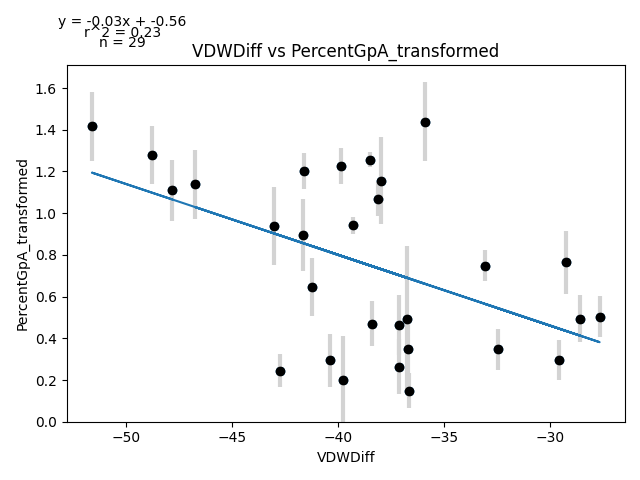 y = -0.03x + -0.56
r^2 = 0.23
n = 29
VDWDiff vs PercentGpA_transformed
PercentGpA_transformed
1.6
1.4
1.2
1.0
0.8
0.6
0.4
0.2
0.0
−50
−45
−40
−35
−30
VDWDiff